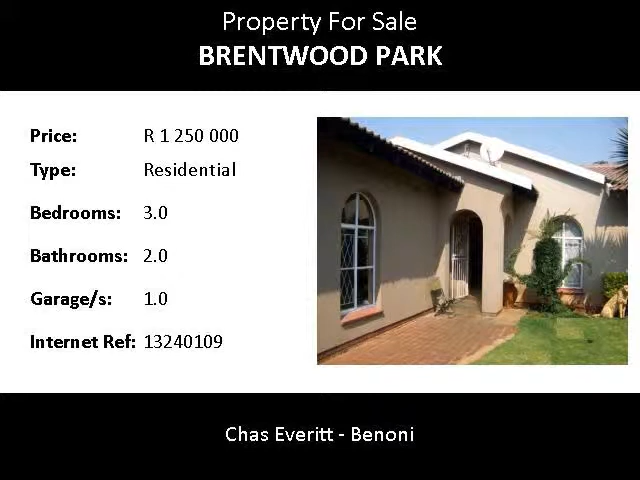 Property For Sale
BRENTWOOD PARK
Price: R 1 250 000
Type: Residential
Bedrooms: 3.0
Bathrooms: 2.0
Garage/s: 1.0
Internet Ref: 13240109
Chas Everitt - Benoni